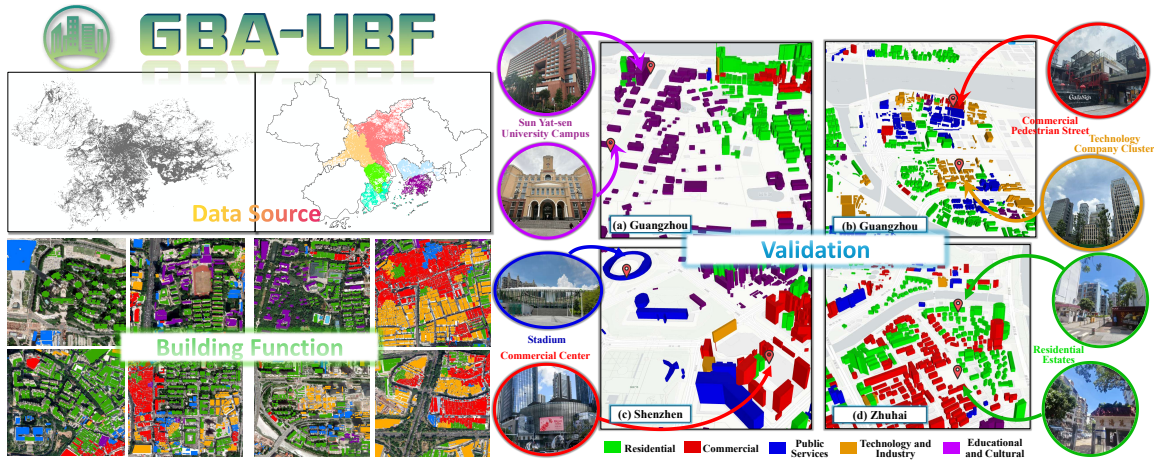 GBA-UBF
Data Source
Building Function
Sun Yat-sen
University Campus
(a) Guangzhou
(b) Guangzhou
Commercial
Pedestrian Street
Technology
Company Cluster
Validation
Stadium
Commercial Center
(c) Shenzhen
(d) Zhuhai
Residential
Estates
Residential
Commercial
Public
Services
Technology and
Industry
Educational
and Cultural